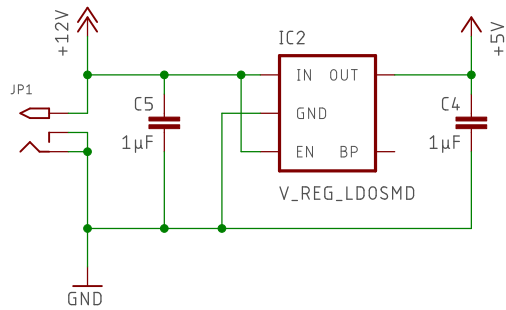 +12V
+5V
IC2
JP1
IN OUT
C5
C4
GND
1µF
1µF
EN BP
V_REG_LDOSMD
GND